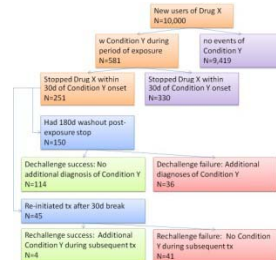 New users of Drug X
N=10,000
w Condition Y during
period of exposure
N=581
no events of
Condition Y
N=9,419
Stopped Drug X within
30d of Condition Y onset
N=251
Stopped Drug X within
30d of Condition Y onset
N=330
Had 180d washout post-
exposure stop
N=150
Dechallenge success: No
additional diagnosis of Condition Y
N=114
Dechallenge failure: Additional
diagnoses of Condition Y
N=36
Re-initiated tx after 30d break
N=45
Rechallenge success: Additional
Condition Y during subsequent tx
N=4
Rechallenge failure: No Condition
Y during subsequent tx
N=41